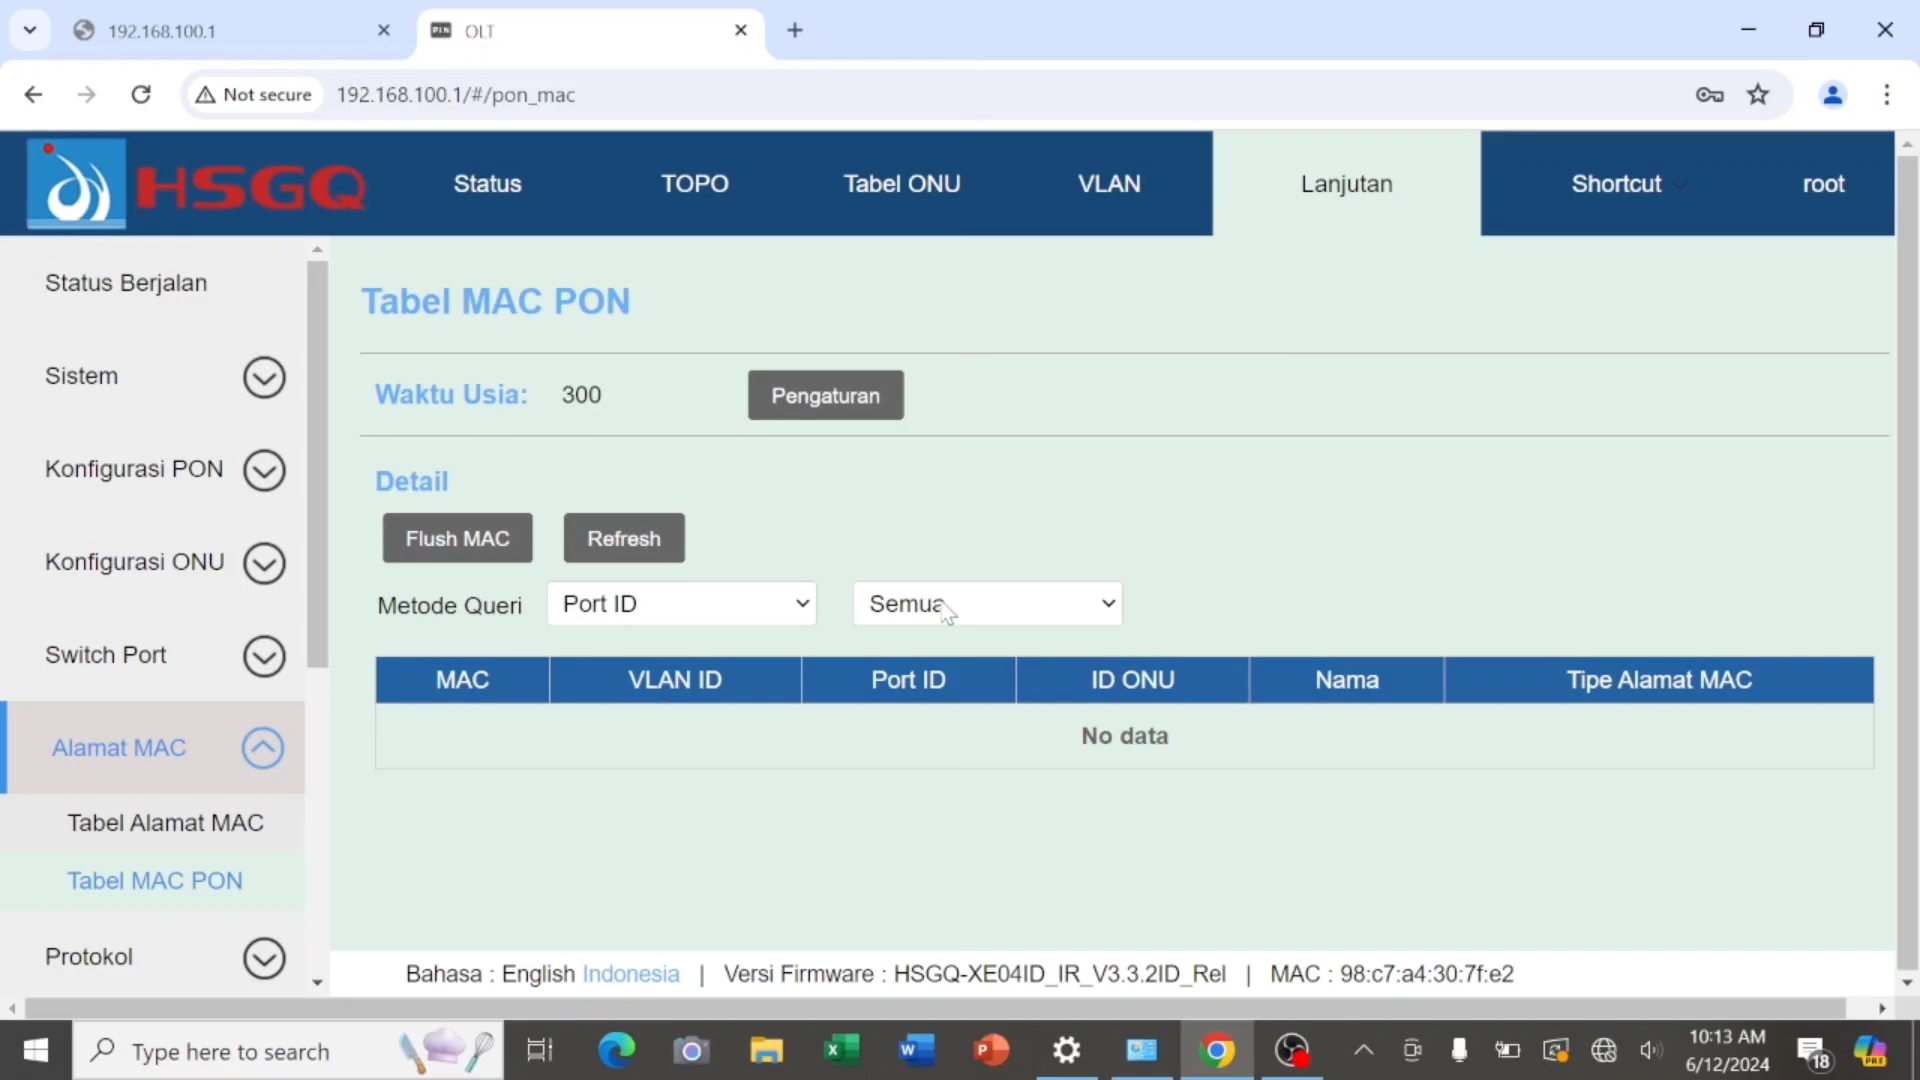 192.168.100.1
OLT
Not secure
192.168.100.1/#/pon_mac
HSGQ
Status
TOPO
Tabel ONU
VLAN
Lanjutan
Shortcut
root
Status Berjalan
Sistem
Konfigurasi PON
Konfigurasi ONU
Switch Port
Alamat MAC
Tabel Alamat MAC
Tabel MAC PON
Protokol
Tabel MAC PON
Waktu Usia: 300 Pengaturan
Detail
Flush MAC Refresh
Metode Queri Port ID Semua
MAC VLAN ID Port ID ID ONU Nama Tipe Alamat MAC
No data
Bahasa : English Indonesia | Versi Firmware : HSGQ-XE04ID_IR_V3.3.2ID_Rel | MAC : 98:c7:a4:30:7f:e2
Type here to search
10:13 AM
6/12/2024
18
PRE